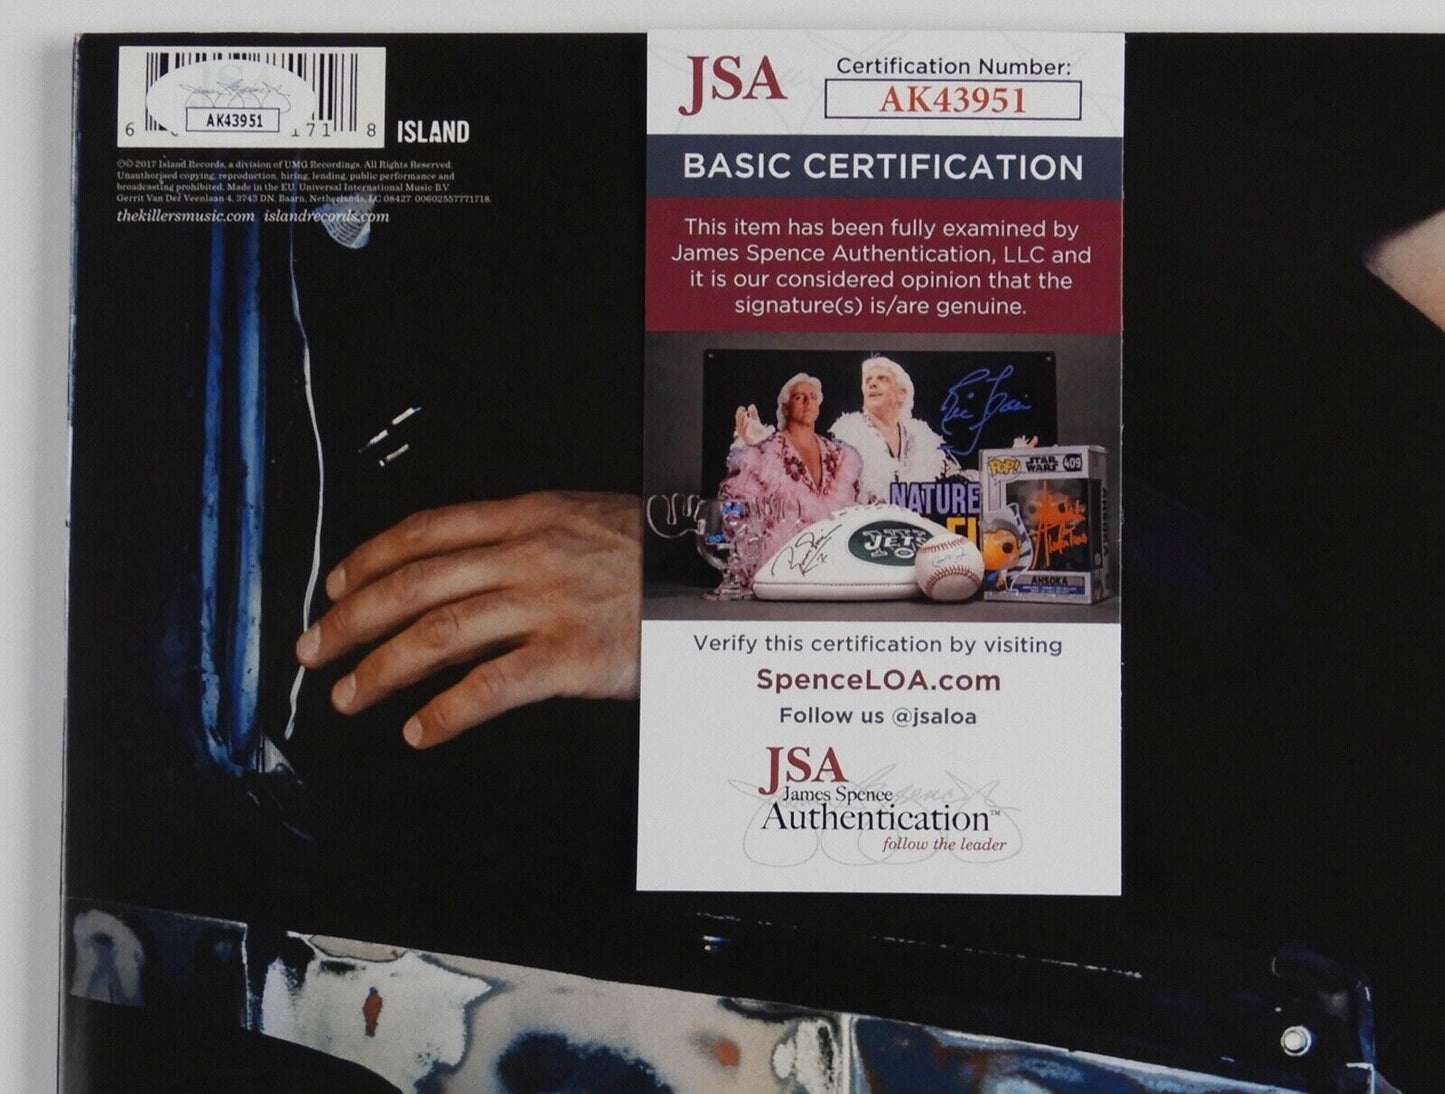 AK43951
6 171 8
ISLAND
℗© 2017 Island Records, a division of UMG Recordings. All Rights Reserved.
Unauthorised copying, reproduction, hiring, lending, public performance and
broadcasting prohibited. Made in the EU. Universal International Music B.V.
Gerrit Van Der Veenlaan 4, 3743 DN, Baarn, Netherlands. LC 08427 00602557771718.
thekillersmusic.com islandrecords.com
JSA
Certification Number:
AK43951
BASIC CERTIFICATION
This item has been fully examined by
James Spence Authentication, LLC and
it is our considered opinion that the
signature(s) is/are genuine.
NATURE
JETS
POP! STAR WARS 409
AHSOKA
Verify this certification by visiting
SpenceLOA.com
Follow us @jsaloa
JSA
James Spence
Authentication™
follow the leader